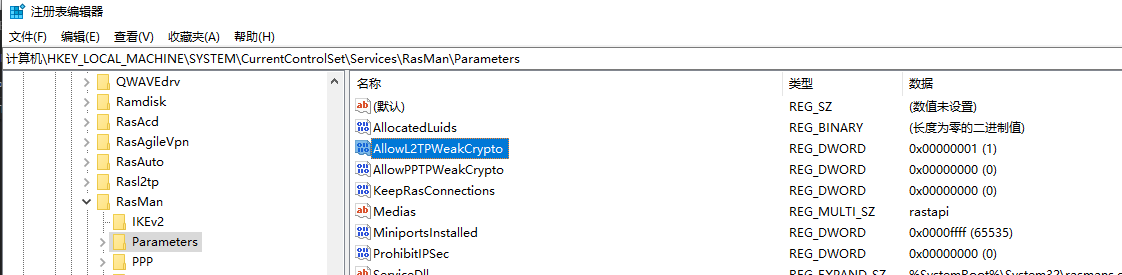 注册表编辑器
文件(F) 编辑(E) 查看(V) 收藏夹(A) 帮助(H)
计算机\HKEY_LOCAL_MACHINE\SYSTEM\CurrentControlSet\Services\RasMan\Parameters
QWAVEdrv
Ramdisk
RasAcd
RasAgileVpn
RasAuto
Rasl2tp
RasMan
IKEv2
Parameters
PPP
名称 类型 数据
(默认) REG_SZ (数值未设置)
AllocatedLuids REG_BINARY (长度为零的二进制值)
AllowL2TPWeakCrypto REG_DWORD 0x00000001 (1)
AllowPPTPWeakCrypto REG_DWORD 0x00000000 (0)
KeepRasConnections REG_DWORD 0x00000000 (0)
Medias REG_MULTI_SZ rastapi
MiniportsInstalled REG_DWORD 0x0000ffff (65535)
ProhibitIPSec REG_DWORD 0x00000000 (0)
ServiceDll REG_EXPAND_SZ